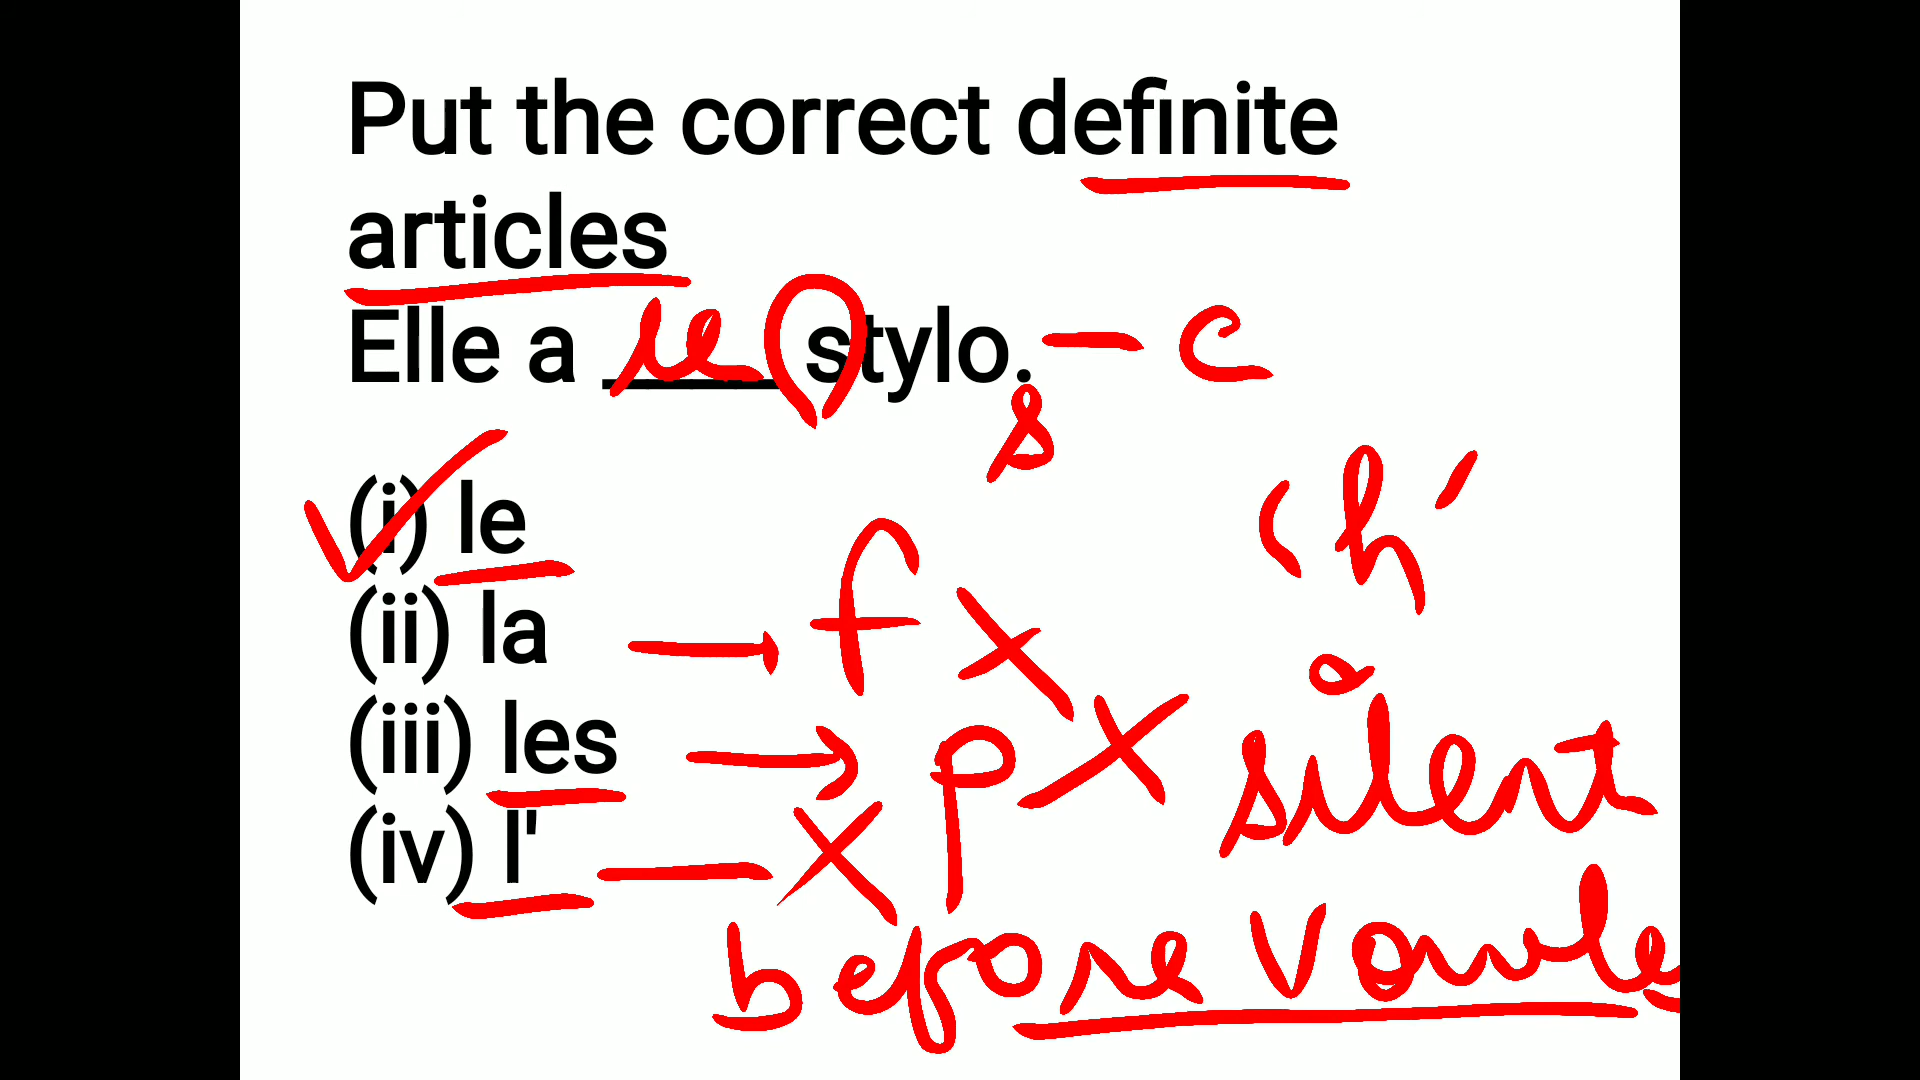 Put the correct definite
articles
Elle a le stylo. — c
s
(i) le
'h'
(ii) la → f x
(iii) les → p x
silent
(iv) l' — x
before vowle